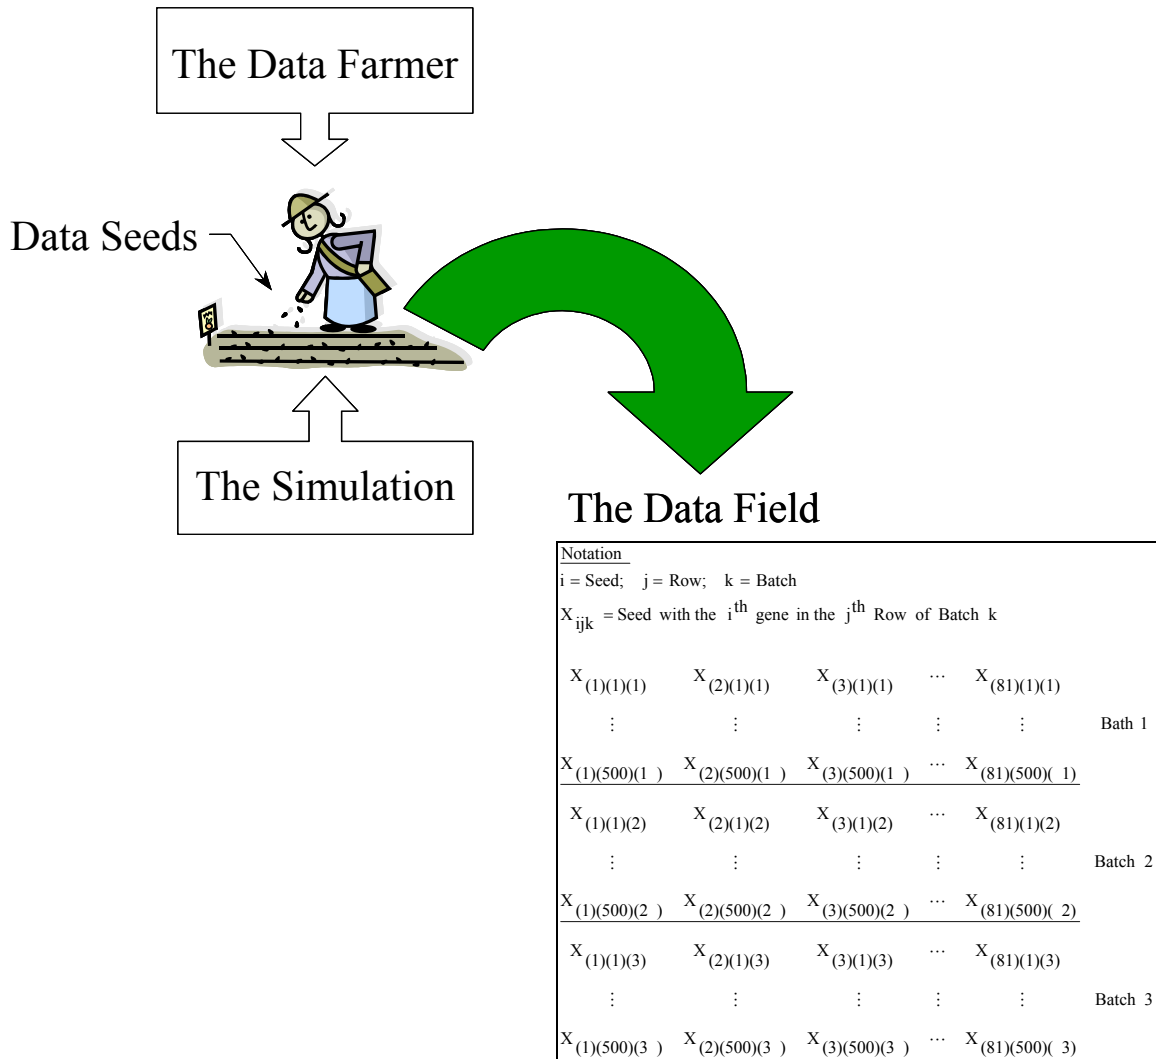 The Data Farmer
Data Seeds
The Simulation
The Data Field
Notation
i = Seed; j = Row; k = Batch
X ijk = Seed with the i th gene in the j th Row of Batch k
X (1)(1)(1) X (2)(1)(1) X (3)(1)(1) ⋯ X (81)(1)(1)
⋮ ⋮ ⋮ ⋮ ⋮ Bath 1
X (1)(500)(1 ) X (2)(500)(1 ) X (3)(500)(1 ) ⋯ X (81)(500)( 1)
X (1)(1)(2) X (2)(1)(2) X (3)(1)(2) ⋯ X (81)(1)(2)
⋮ ⋮ ⋮ ⋮ ⋮ Batch 2
X (1)(500)(2 ) X (2)(500)(2 ) X (3)(500)(2 ) ⋯ X (81)(500)( 2)
X (1)(1)(3) X (2)(1)(3) X (3)(1)(3) ⋯ X (81)(1)(3)
⋮ ⋮ ⋮ ⋮ ⋮ Batch 3
X (1)(500)(3 ) X (2)(500)(3 ) X (3)(500)(3 ) ⋯ X (81)(500)( 3)